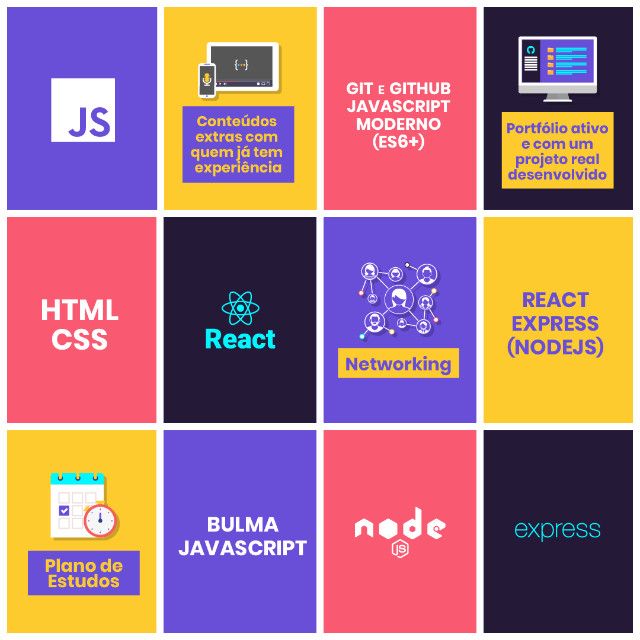 JS
{···}
Conteúdos
extras com
quem já tem
experiência
GIT E GITHUB
JAVASCRIPT
MODERNO
(ES6+)
Portfólio ativo
e com um
projeto real
desenvolvido
HTML
CSS
React
Networking
REACT
EXPRESS
(NODEJS)
Plano de
Estudos
BULMA
JAVASCRIPT
node
JS
express